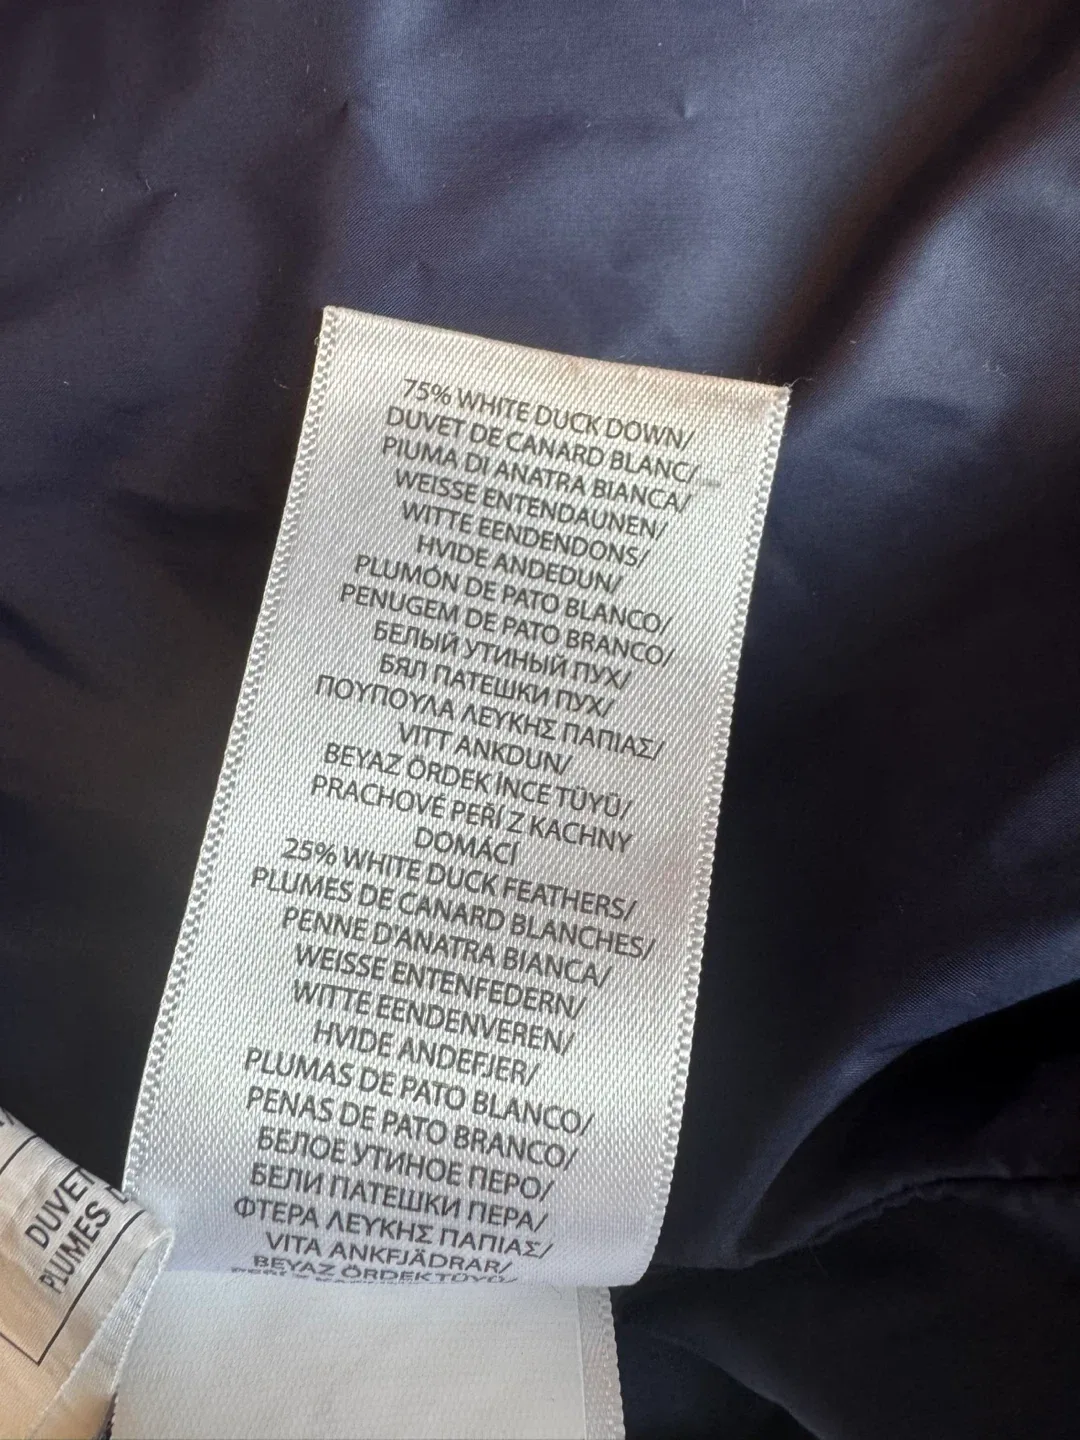 75% WHITE DUCK DOWN/
DUVET DE CANARD BLANC/
PIUMA DI ANATRA BIANCA/
WEISSE ENTENDAUNEN/
WITTE EENDENDONS/
HVIDE ANDEDUN/
PLUMÓN DE PATO BLANCO/
PENUGEM DE PATO BRANCO/
БЕЛЫЙ УТИНЫЙ ПУХ/
БЯЛ ПАТЕШКИ ПУХ/
ΠΟΥΠΟΥΛΑ ΛΕΥΚΗΣ ΠΑΠΙΑΣ/
VITT ANKDUN/
BEYAZ ÖRDEK İNCE TÜYÜ/
PRACHOVÉ PEŘÍ Z KACHNY
DOMÁCÍ
25% WHITE DUCK FEATHERS/
PLUMES DE CANARD BLANCHES/
PENNE D'ANATRA BIANCA/
WEISSE ENTENFEDERN/
WITTE EENDENVEREN/
HVIDE ANDEFJER/
PLUMAS DE PATO BLANCO/
PENAS DE PATO BRANCO/
БЕЛОЕ УТИНОЕ ПЕРО/
БЕЛИ ПАТЕШКИ ПЕРА/
ΦΤΕΡΑ ΛΕΥΚΗΣ ΠΑΠΙΑΣ/
VITA ANKFJÄDRAR/
BEYAZ ÖRDEK TÜYÜ/
DUVET
PLUMES